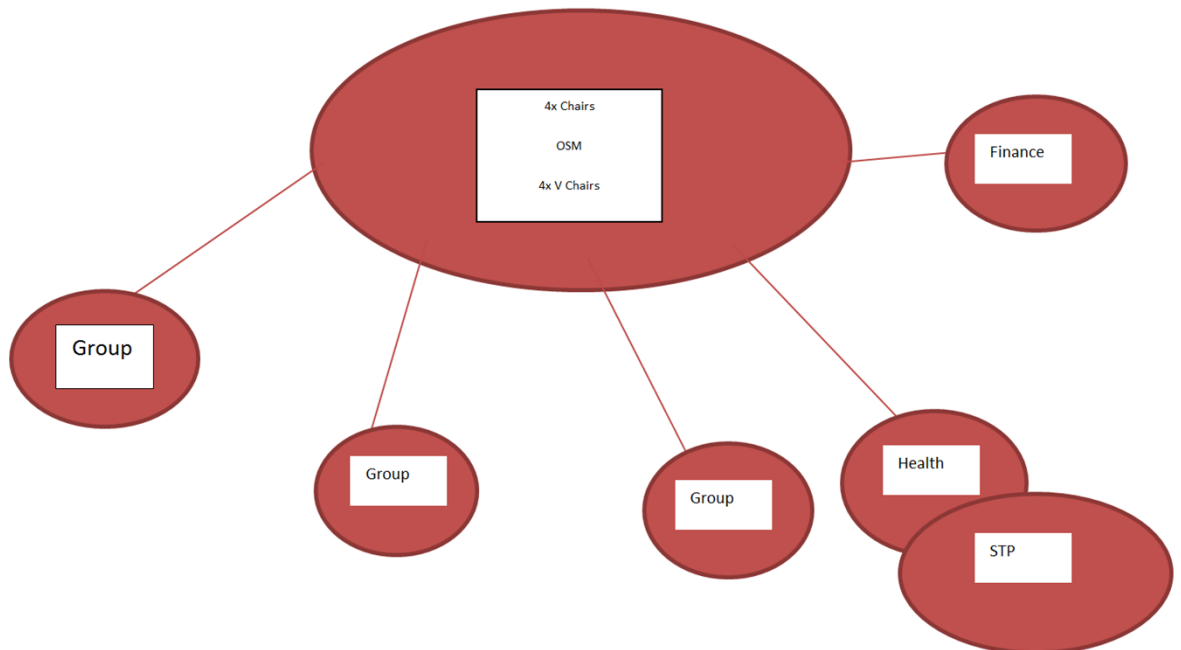 4x Chairs
OSM
4x V Chairs
Finance
Group
Group
Group
Health
STP